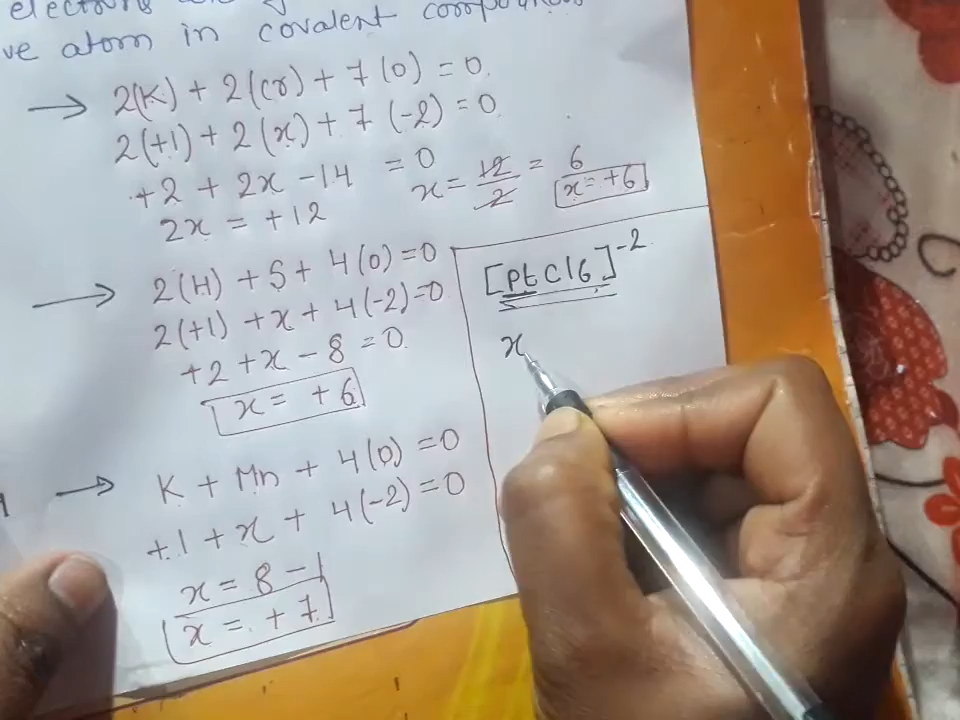 ve atom in covalent
→ 2(K) + 2(Cr) + 7(O) = 0
2(+1) + 2(x) + 7(-2) = 0
+2 + 2x - 14 = 0
2x = +12
x = 12/2 = 6
x = +6
→ 2(H) + S + 4(O) = 0
2(+1) + x + 4(-2) = 0
+2 + x - 8 = 0
x = +6
→ K + Mn + 4(O) = 0
+1 + x + 4(-2) = 0
x = 8 - 1
x = +7
[PtCl6]-2
x